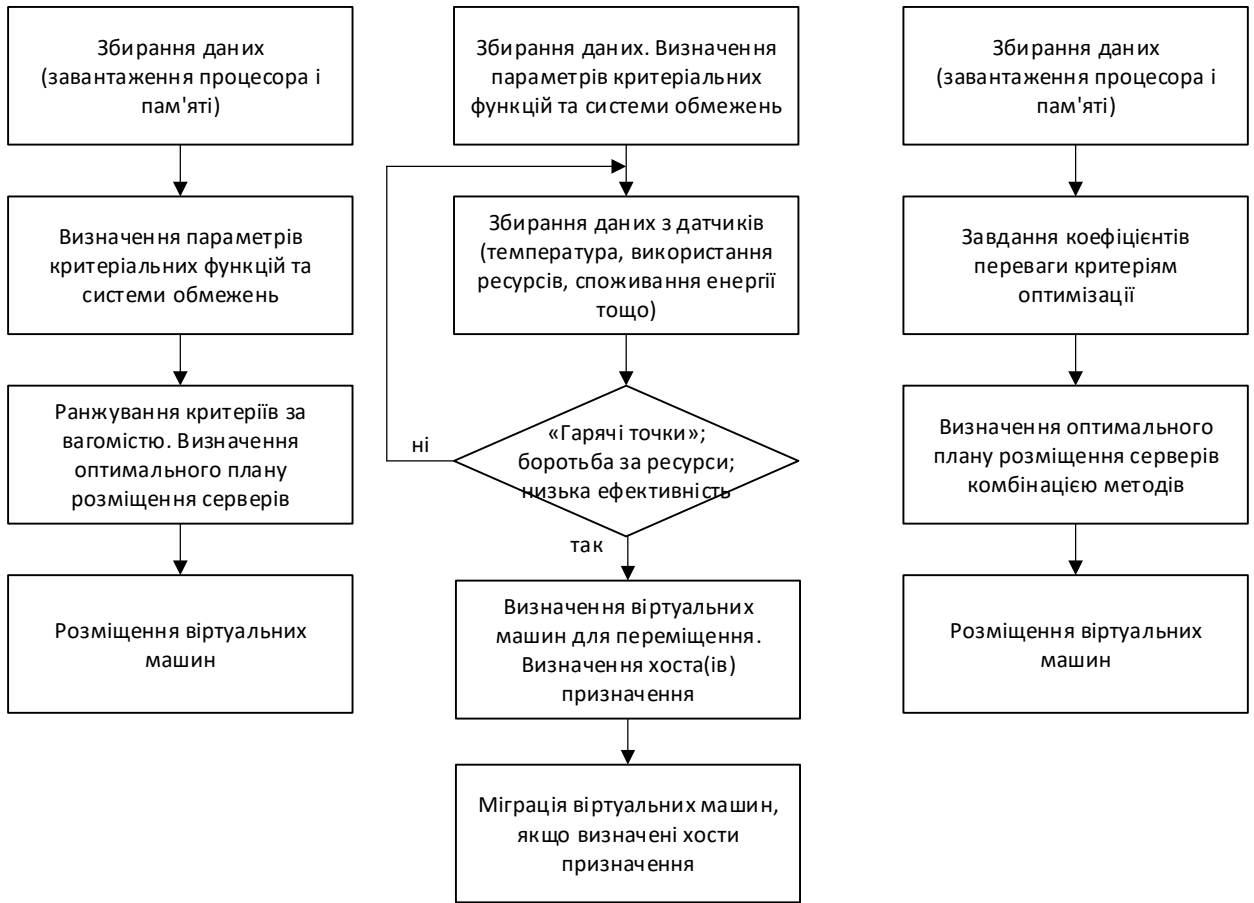 Збирання даних
(завантаження процесора і
пам'яті)
Визначення параметрів
критеріальних функцій та
системи обмежень
Ранжування критеріїв за
вагомістю. Визначення
оптимального плану
розміщення серверів
Розміщення віртуальних
машин
Збирання даних. Визначення
параметрів критеріальних
функцій та системи обмежень
Збирання даних з датчиків
(температура, використання
ресурсів, споживання енергії
тощо)
«Гарячі точки»;
боротьба за ресурси;
низька ефективність
ні
так
Визначення віртуальних
машин для переміщення.
Визначення хоста(ів)
призначення
Міграція віртуальних машин,
якщо визначені хости
призначення
Збирання даних
(завантаження процесора і
пам'яті)
Завдання коефіцієнтів
переваги критеріям
оптимізації
Визначення оптимального
плану розміщення серверів
комбінацією методів
Розміщення віртуальних
машин